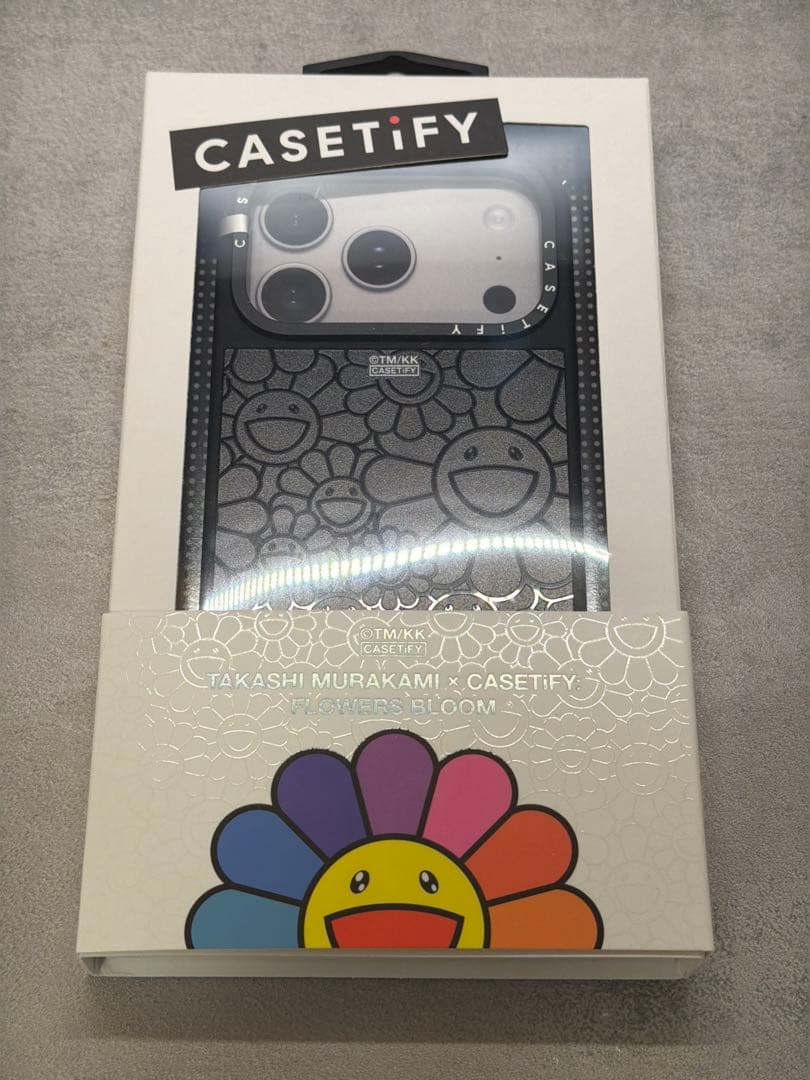 CASETiFY
C S
CASETiFY
©TM/KK
CASETiFY
©TM/KK
CASETiFY
TAKASHI MURAKAMI × CASETiFY:
FLOWERS BLOOM